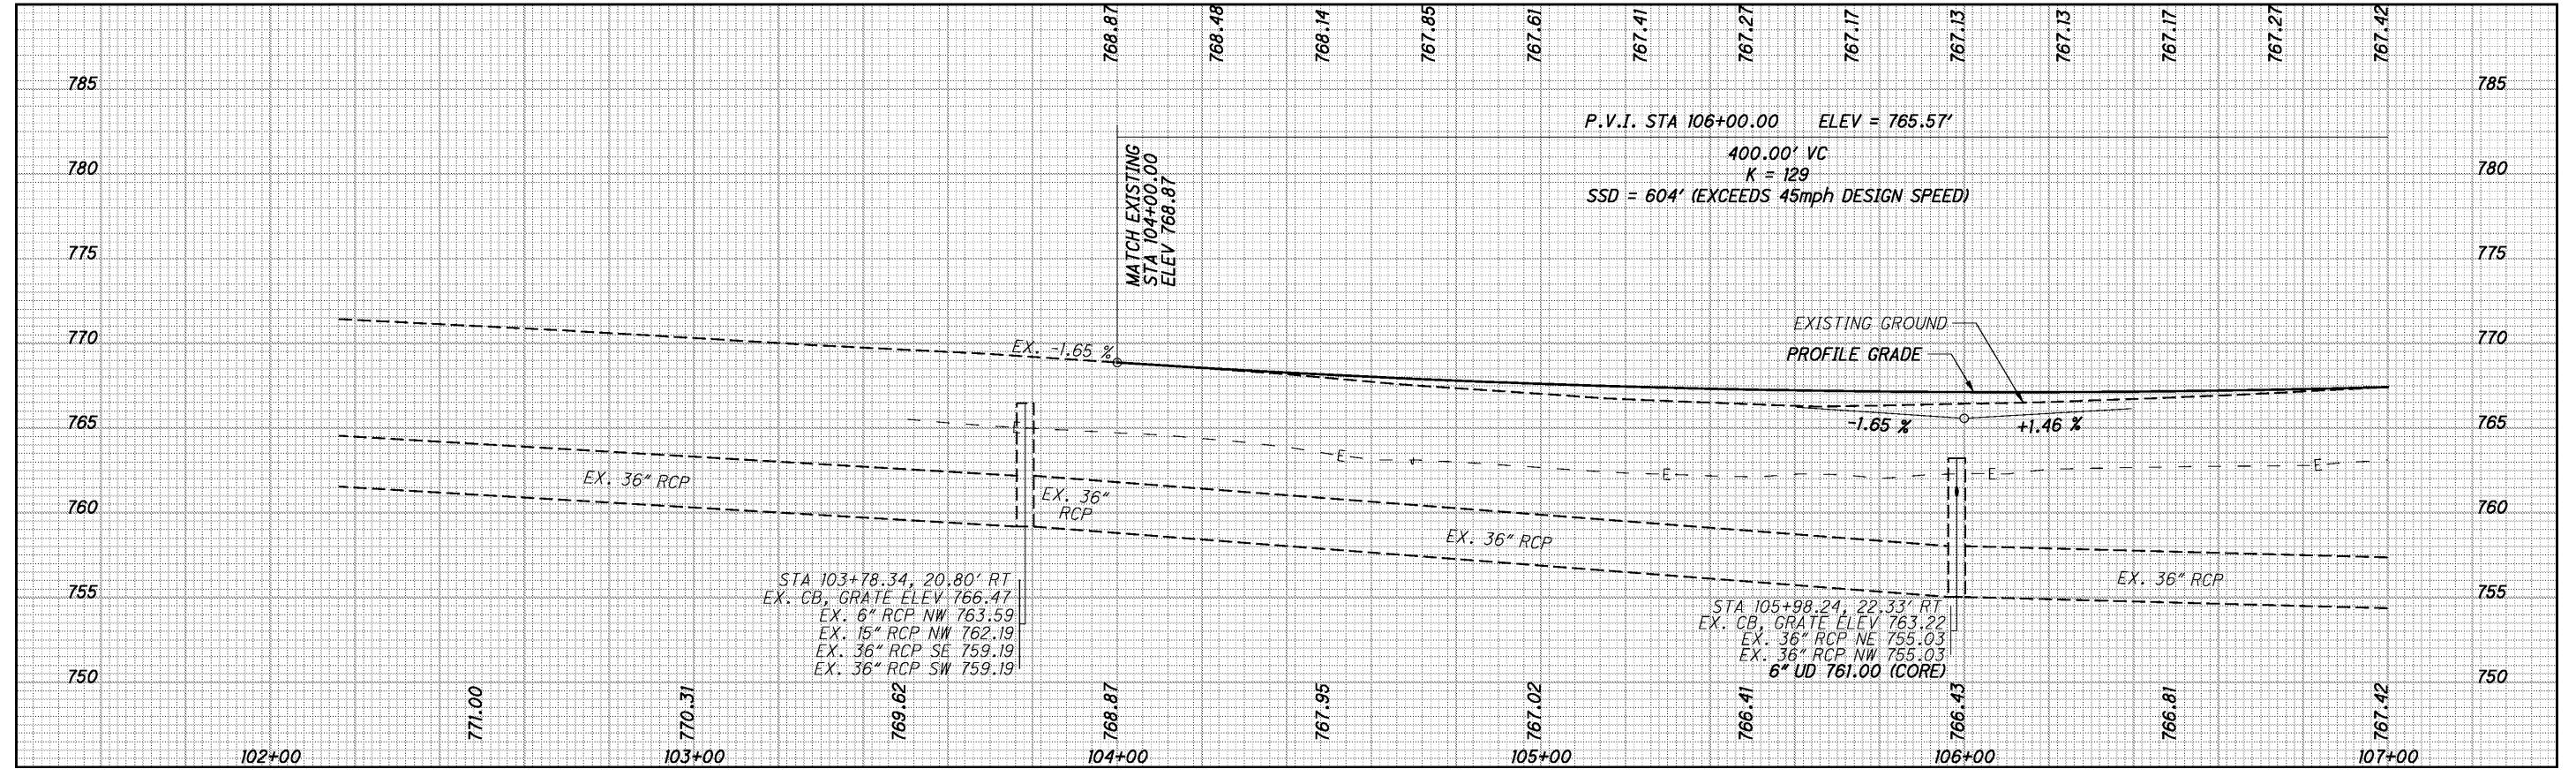 768.87 768.48 768.14 767.85 767.61 767.41 767.27 767.17 767.13 767.13 767.17 767.27 767.42
785 785
P.V.I. STA 106+00.00 ELEV = 765.57'
400.00' VC
K = 129
SSD = 604' (EXCEEDS 45mph DESIGN SPEED)
780 780
MATCH EXISTING
STA 104+00.00
ELEV 768.87
775 775
EXISTING GROUND
770 770
EX. -1.65 %
PROFILE GRADE
765 765
-1.65 % +1.46 %
E
E
E
E
E
EX. 36" RCP
EX. 36"
RCP
760 760
EX. 36" RCP
EX. 36" RCP
755 755
STA 103+78.34, 20.80' RT
EX. CB, GRATE ELEV 766.47
EX. 6" RCP NW 763.59
EX. 15" RCP NW 762.19
EX. 36" RCP SE 759.19
EX. 36" RCP SW 759.19
STA 105+98.24, 22.33' RT
EX. CB, GRATE ELEV 763.22
EX. 36" RCP NE 755.03
EX. 36" RCP NW 755.03
6" UD 761.00 (CORE)
750 750
771.00 770.31 769.62 768.87 767.95 767.02 766.41 766.43 766.81 767.42
102+00 103+00 104+00 105+00 106+00 107+00